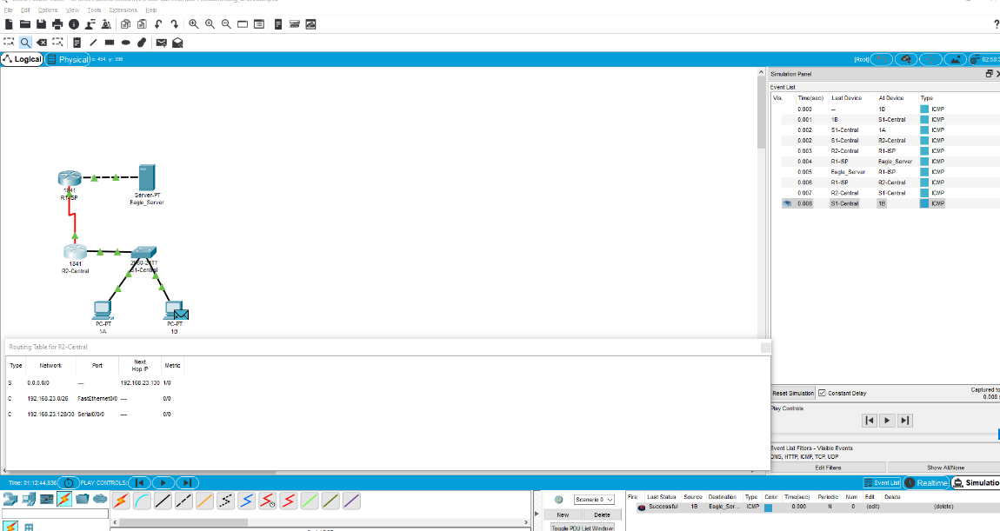 File Edit Options View Tools Extensions Help
?
Logical Physical x: 454, y: 396 [Root] 02:58:3
Simulation Panel
Event List
Vis. Time(sec) Last Device At Device Type
0.000 -- 1B ICMP
0.001 1B S1-Central ICMP
0.002 S1-Central 1A ICMP
0.002 S1-Central R2-Central ICMP
0.003 R2-Central R1-ISP ICMP
0.004 R1-ISP Eagle_Server ICMP
0.005 Eagle_Server R1-ISP ICMP
0.006 R1-ISP R2-Central ICMP
0.007 R2-Central S1-Central ICMP
0.008 S1-Central 1B ICMP
1841
R1-ISP
Server-PT
Eagle_Server
1841
R2-Central
2960-24TT
S1-Central
PC-PT
1A
PC-PT
1B
Routing Table for R2-Central
Type Network Port Next Hop IP Metric
S 0.0.0.0/0 --- 192.168.23.130 1/0
C 192.168.23.0/26 FastEthernet0/0 --- 0/0
C 192.168.23.128/30 Serial0/0/0 --- 0/0
Reset Simulation Constant Delay Captured to
0.008 s
Play Controls
Event List Filters - Visible Events
DNS, HTTP, ICMP, TCP, UDP
Edit Filters Show All/None
Time: 01:12:44.836 PLAY CONTROLS: Event List Realtime Simulatio
Scenario 0
New Delete
Toggle PDU List Window
Fire Last Status Source Destination Type Color Time(sec) Periodic Num Edit Delete
Successful 1B Eagle_Ser... ICMP 0.000 N 0 (edit) (delete)